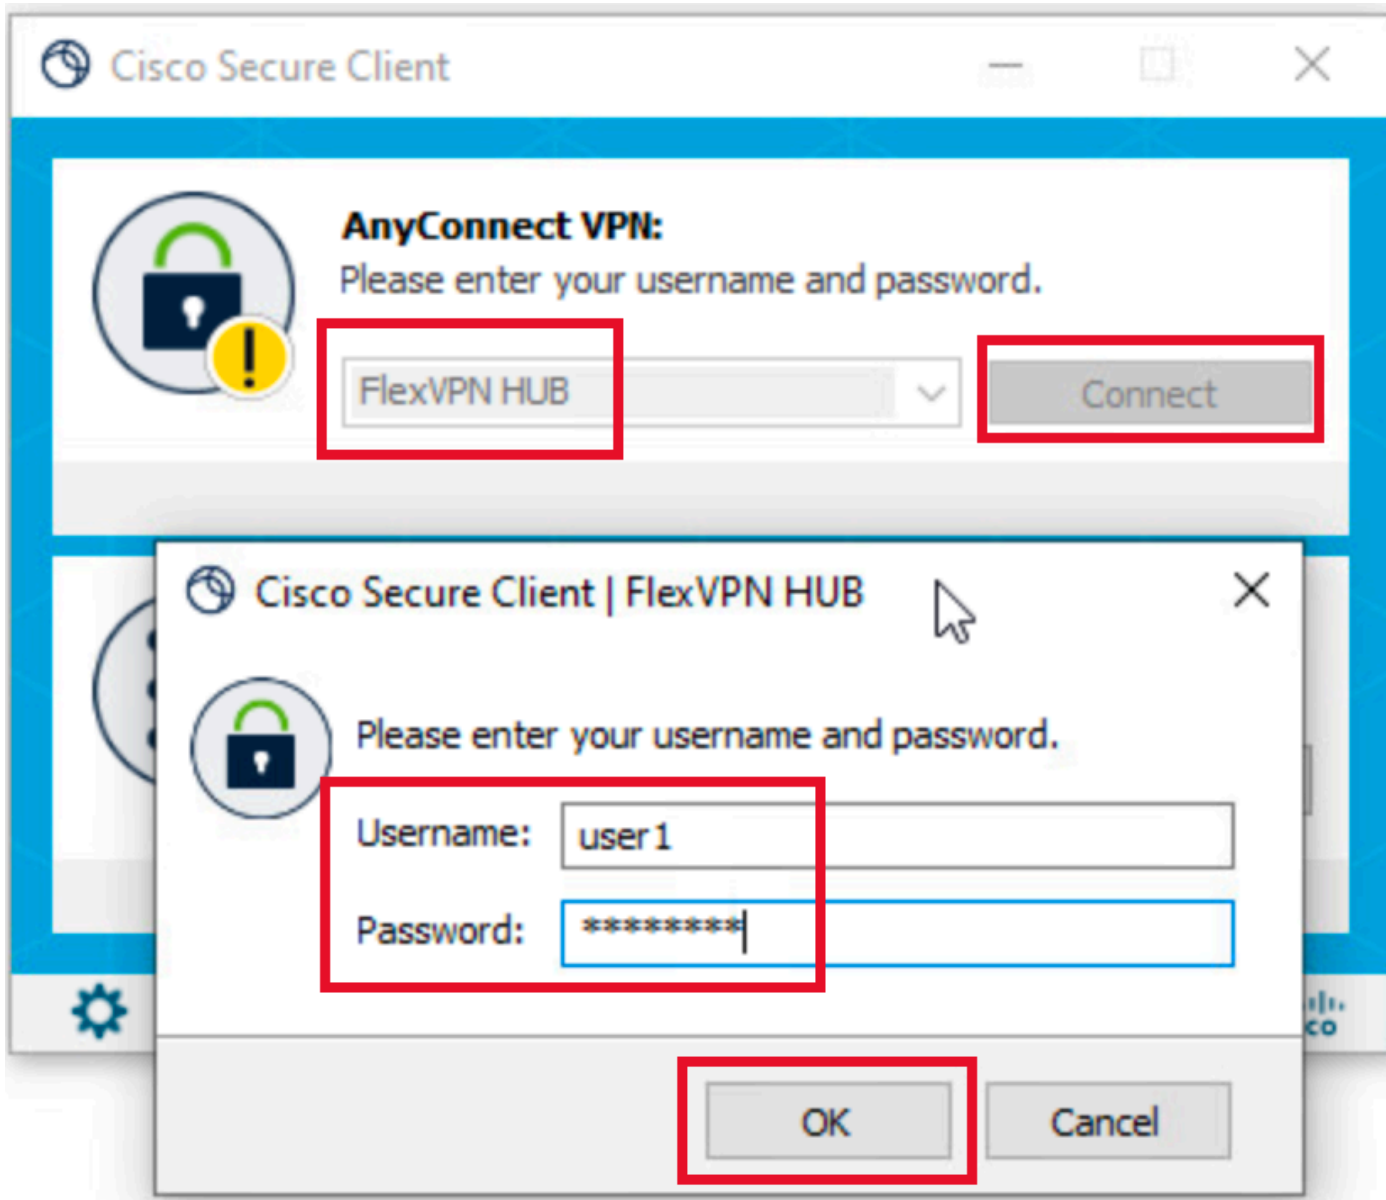 Cisco Secure Client
AnyConnect VPN:
Please enter your username and password.
FlexVPN HUB
Connect
Cisco Secure Client | FlexVPN HUB
Please enter your username and password.
Username: user1
Password: ********
co
OK Cancel